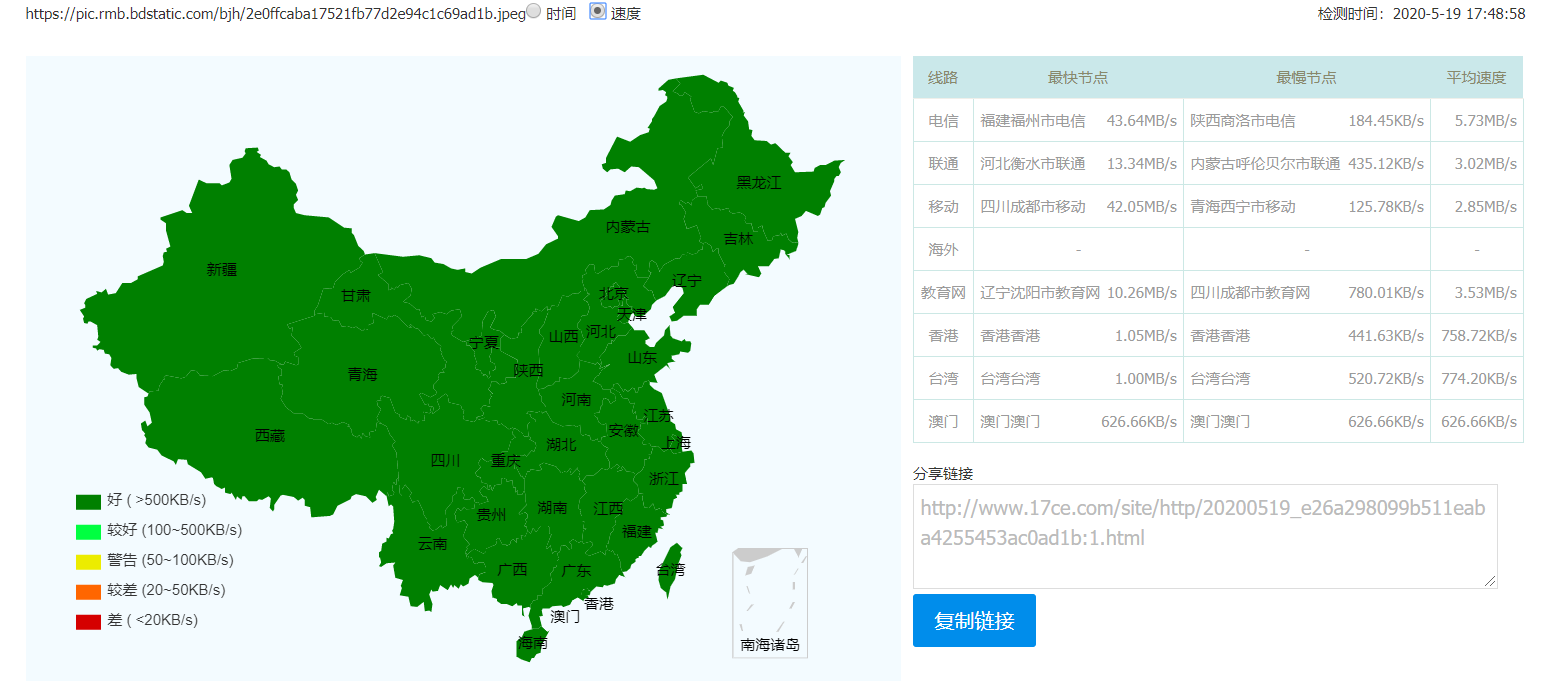 https://pic.rmb.bdstatic.com/bjh/2e0ffcaba17521fb77d2e94c1c69ad1b.jpeg 时间 速度
检测时间：2020-5-19 17:48:58
黑龙江
内蒙古
吉林
新疆
辽宁
甘肃
北京
天津
河北
山西
宁夏
山东
陕西
青海
河南
江苏
安徽
西藏
湖北
上海
四川
重庆
浙江
湖南
江西
贵州
福建
云南
广西
广东
台湾
香港
澳门
海南
南海诸岛
好 ( >500KB/s)
较好 (100~500KB/s)
警告 (50~100KB/s)
较差 (20~50KB/s)
差 ( <20KB/s)
线路 最快节点 最慢节点 平均速度
电信 福建福州市电信 43.64MB/s 陕西商洛市电信 184.45KB/s 5.73MB/s
联通 河北衡水市联通 13.34MB/s 内蒙古呼伦贝尔市联通 435.12KB/s 3.02MB/s
移动 四川成都市移动 42.05MB/s 青海西宁市移动 125.78KB/s 2.85MB/s
海外 - - -
教育网 辽宁沈阳市教育网 10.26MB/s 四川成都市教育网 780.01KB/s 3.53MB/s
香港 香港香港 1.05MB/s 香港香港 441.63KB/s 758.72KB/s
台湾 台湾台湾 1.00MB/s 台湾台湾 520.72KB/s 774.20KB/s
澳门 澳门澳门 626.66KB/s 澳门澳门 626.66KB/s 626.66KB/s
分享链接
http://www.17ce.com/site/http/20200519_e26a298099b511eab
a4255453ac0ad1b:1.html
复制链接